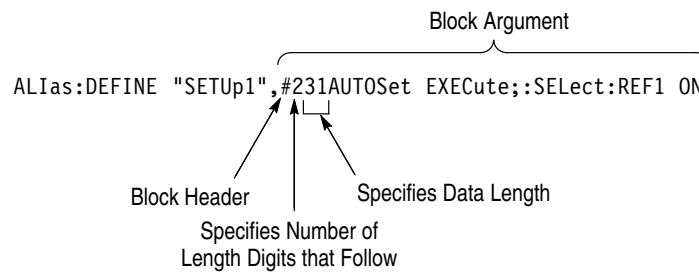 Block Argument
ALIas:DEFINE "SETUp1",#231AUTOSet EXECute;:SELect:REF1 ON
Block Header
Specifies Data Length
Specifies Number of
Length Digits that Follow